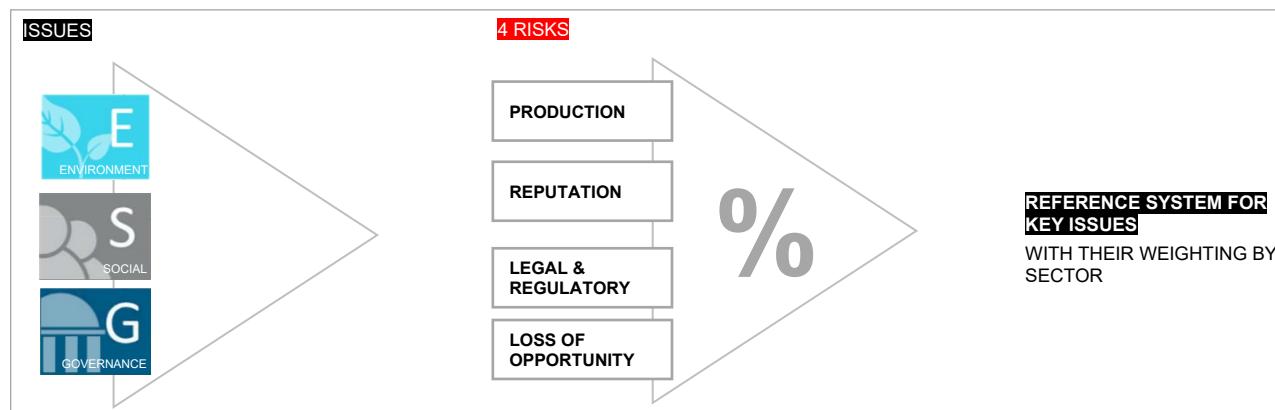 ISSUES
E
ENVIRONMENT
S
SOCIAL
G
GOVERNANCE
4 RISKS
PRODUCTION
REPUTATION
LEGAL &
REGULATORY
LOSS OF
OPPORTUNITY
%
REFERENCE SYSTEM FOR
KEY ISSUES
WITH THEIR WEIGHTING BY
SECTOR